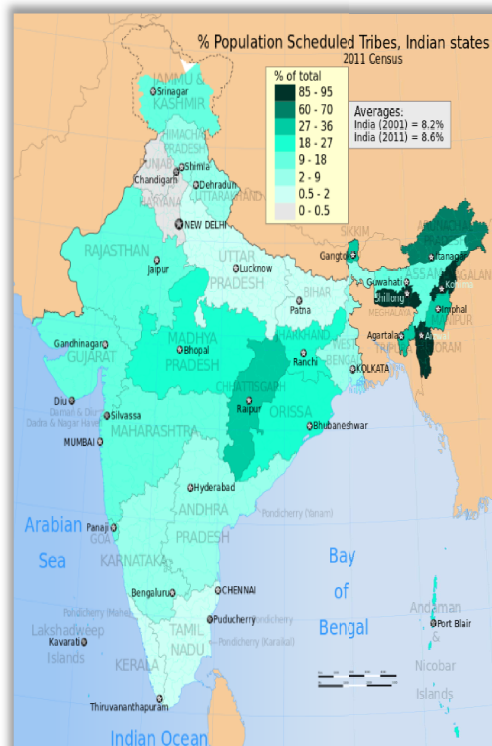 % Population Scheduled Tribes, Indian states
2011 Census
% of total
85 - 95
60 - 70
27 - 36
18 - 27
9 - 18
2 - 9
0.5 - 2
0 - 0.5
Averages:
India (2001) = 8.2%
India (2011) = 8.6%
JAMMU &
KASHMIR
Srinagar
HIMACHAL
PRADESH
Shimla
PUNJAB
Chandigarh
Dehradun
UTTARAKHAND
HARYANA
NEW DELHI
RAJASTHAN
Jaipur
UTTAR
PRADESH
Lucknow
BIHAR
Patna
SIKKIM
Gangtok
ARUNACHAL
PRADESH
Itanagar
ASSAM
Guwahati
Shillong
MEGHALAYA
NAGALAND
Kohima
Imphal
MANIPUR
Agartala
TRIPURA
MIZORAM
Gandhinagar
GUJARAT
MADHYA
PRADESH
Bhopal
JHARKHAND
Ranchi
WEST
BENGAL
KOLKATA
CHHATTISGARH
Raipur
ORISSA
Bhubaneshwar
Diu
Daman & Diu
Dadra & Nagar Haveli
Silvassa
MUMBAI
MAHARASHTRA
Hyderabad
ANDHRA
PRADESH
Pondicherry (Yanam)
Arabian
Sea
Panaji
GOA
KARNATAKA
Bengaluru
CHENNAI
Bay
of
Bengal
Pondicherry (Mahe)
Puducherry
Pondicherry
Pondicherry (Karaikal)
TAMIL
NADU
KERALA
Lakshadweep
Islands
Kavarati
Andaman
&
Nicobar
Islands
Port Blair
Thiruvananthapuram
Indian Ocean